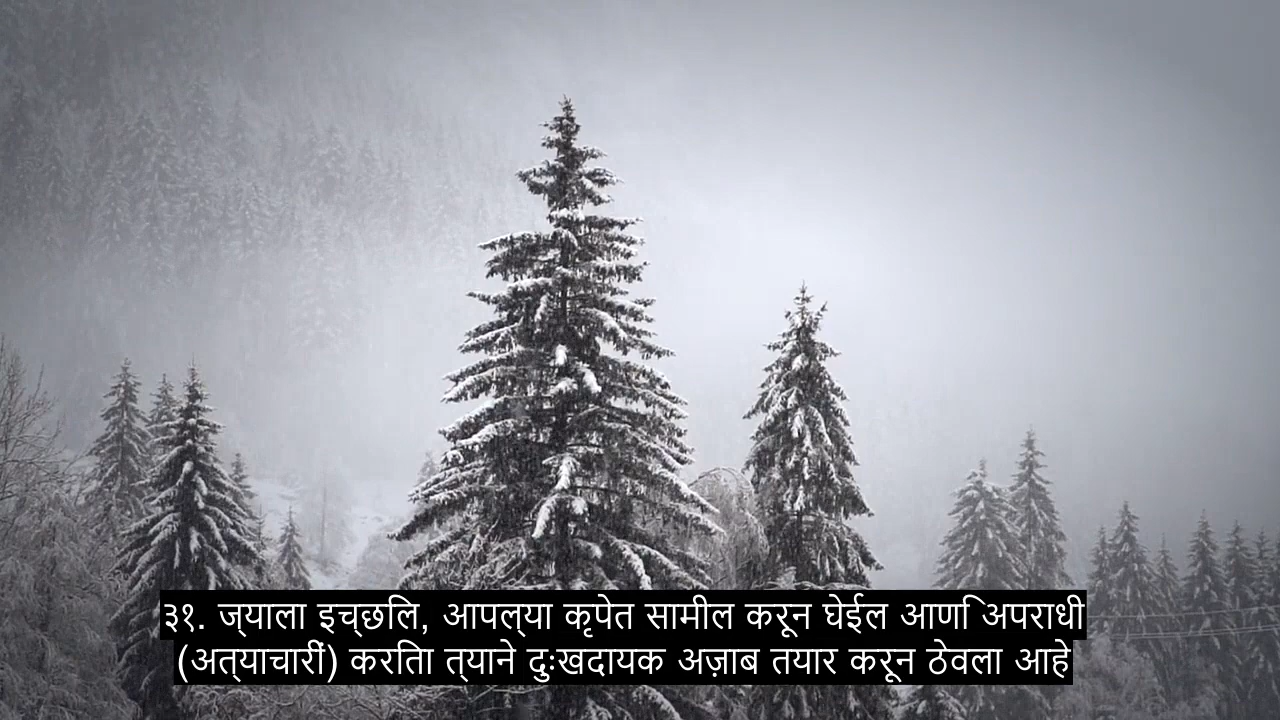 ३१. ज्याला इच्छिल, आपल्या कृपेत सामील करून घेईल आणि अपराधी
(अत्याचारीं) करिता त्याने दुःखदायक अज़ाब तयार करून ठेवला आहे